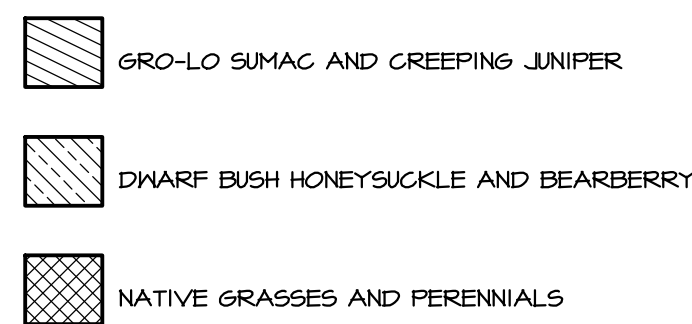 GRO-LO SUMAC AND CREEPING JUNIPER
DWARF BUSH HONEYSUCKLE AND BEARBERRY
NATIVE GRASSES AND PERENNIALS